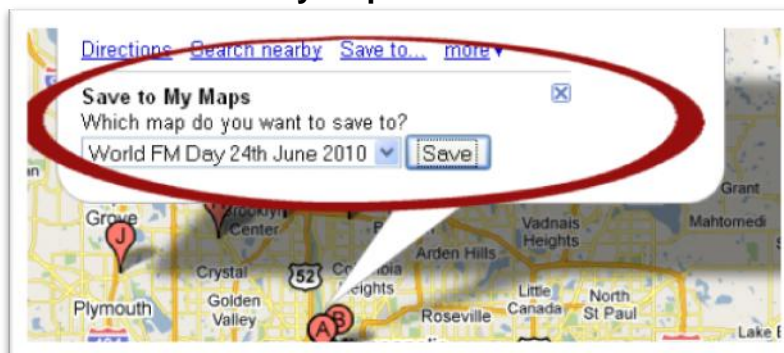 Directions Search nearby Save to... more
Save to My Maps
Which map do you want to save to?
World FM Day 24th June 2010 Save
Grant
Grove Brooklyn Center Vadnais Heights Mahtomedi
Arden Hills
Crystal 52 Columbia Heights
Plymouth Golden Valley Roseville Little Canada North St Paul
J
A B
Lake